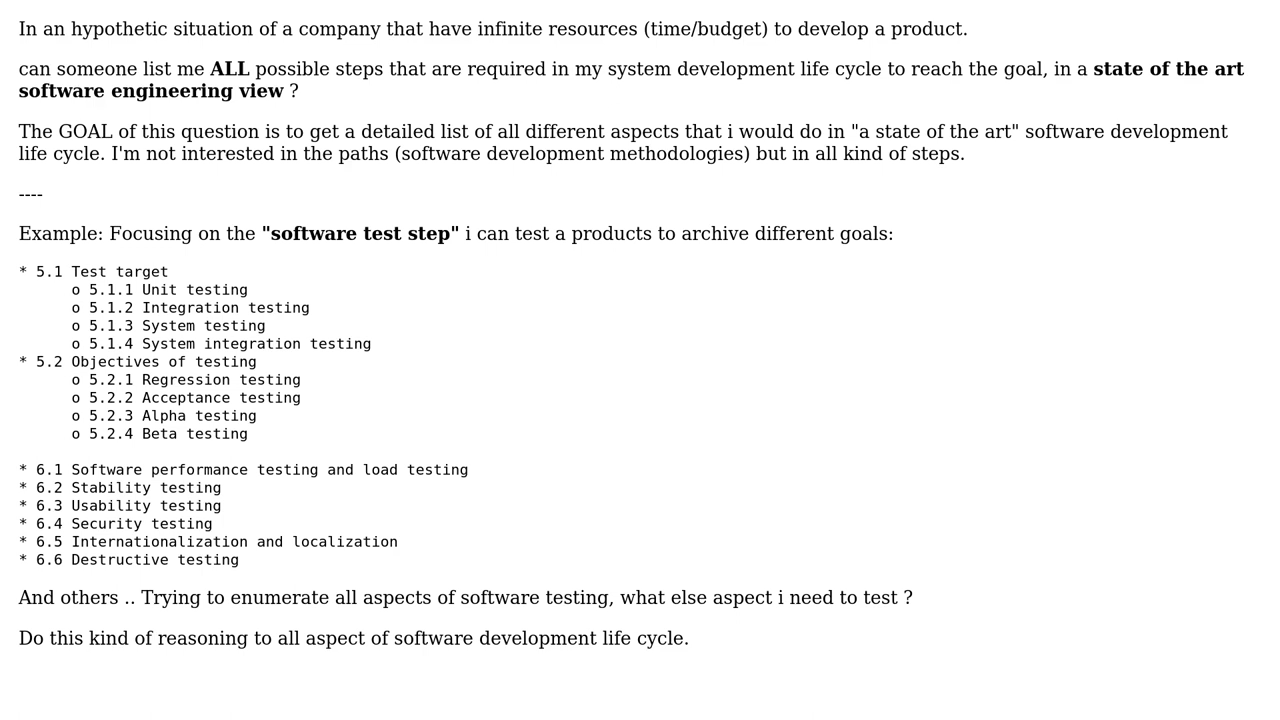 In an hypothetic situation of a company that have infinite resources (time/budget) to develop a product.
can someone list me ALL possible steps that are required in my system development life cycle to reach the goal, in a state of the art
software engineering view ?
The GOAL of this question is to get a detailed list of all different aspects that i would do in "a state of the art" software development
life cycle. I'm not interested in the paths (software development methodologies) but in all kind of steps.
----
Example: Focusing on the "software test step" i can test a products to archive different goals:
* 5.1 Test target
o 5.1.1 Unit testing
o 5.1.2 Integration testing
o 5.1.3 System testing
o 5.1.4 System integration testing
* 5.2 Objectives of testing
o 5.2.1 Regression testing
o 5.2.2 Acceptance testing
o 5.2.3 Alpha testing
o 5.2.4 Beta testing
* 6.1 Software performance testing and load testing
* 6.2 Stability testing
* 6.3 Usability testing
* 6.4 Security testing
* 6.5 Internationalization and localization
* 6.6 Destructive testing
And others .. Trying to enumerate all aspects of software testing, what else aspect i need to test ?
Do this kind of reasoning to all aspect of software development life cycle.